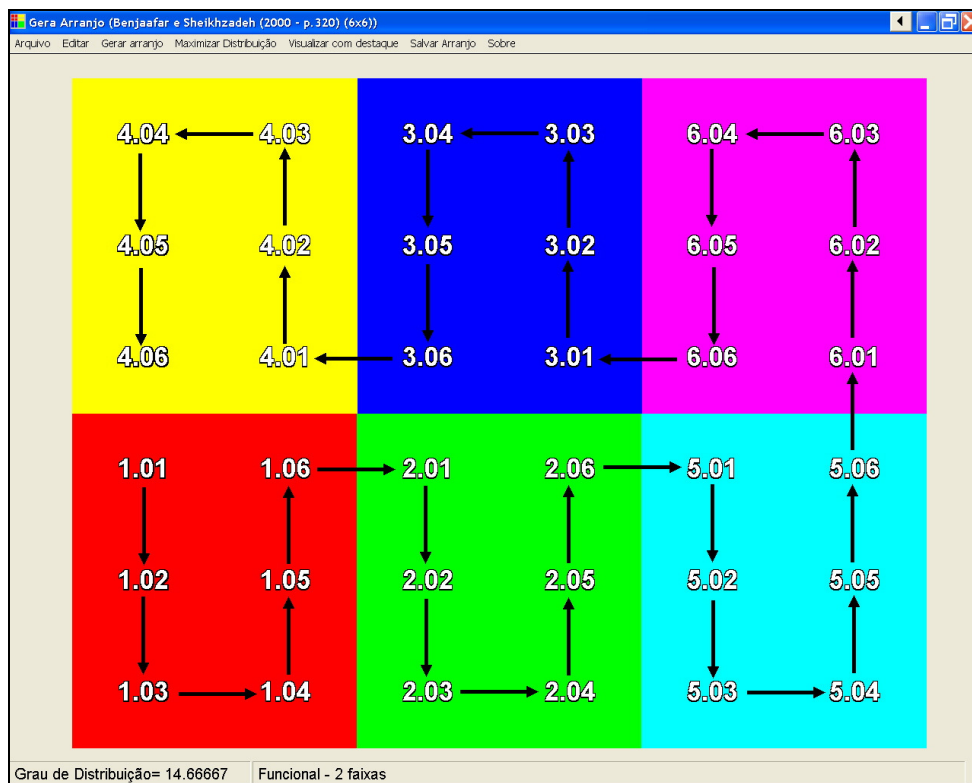 Gera Arranjo (Benjaafar e Sheikhzadeh (2000 - p.320) (6x6))
Arquivo Editar Gerar arranjo Maximizar Distribuição Visualizar com destaque Salvar Arranjo Sobre
4.04 4.03 3.04 3.03 6.04 6.03
4.05 4.02 3.05 3.02 6.05 6.02
4.06 4.01 3.06 3.01 6.06 6.01
1.01 1.06 2.01 2.06 5.01 5.06
1.02 1.05 2.02 2.05 5.02 5.05
1.03 1.04 2.03 2.04 5.03 5.04
Grau de Distribuição= 14.66667 Funcional - 2 faixas